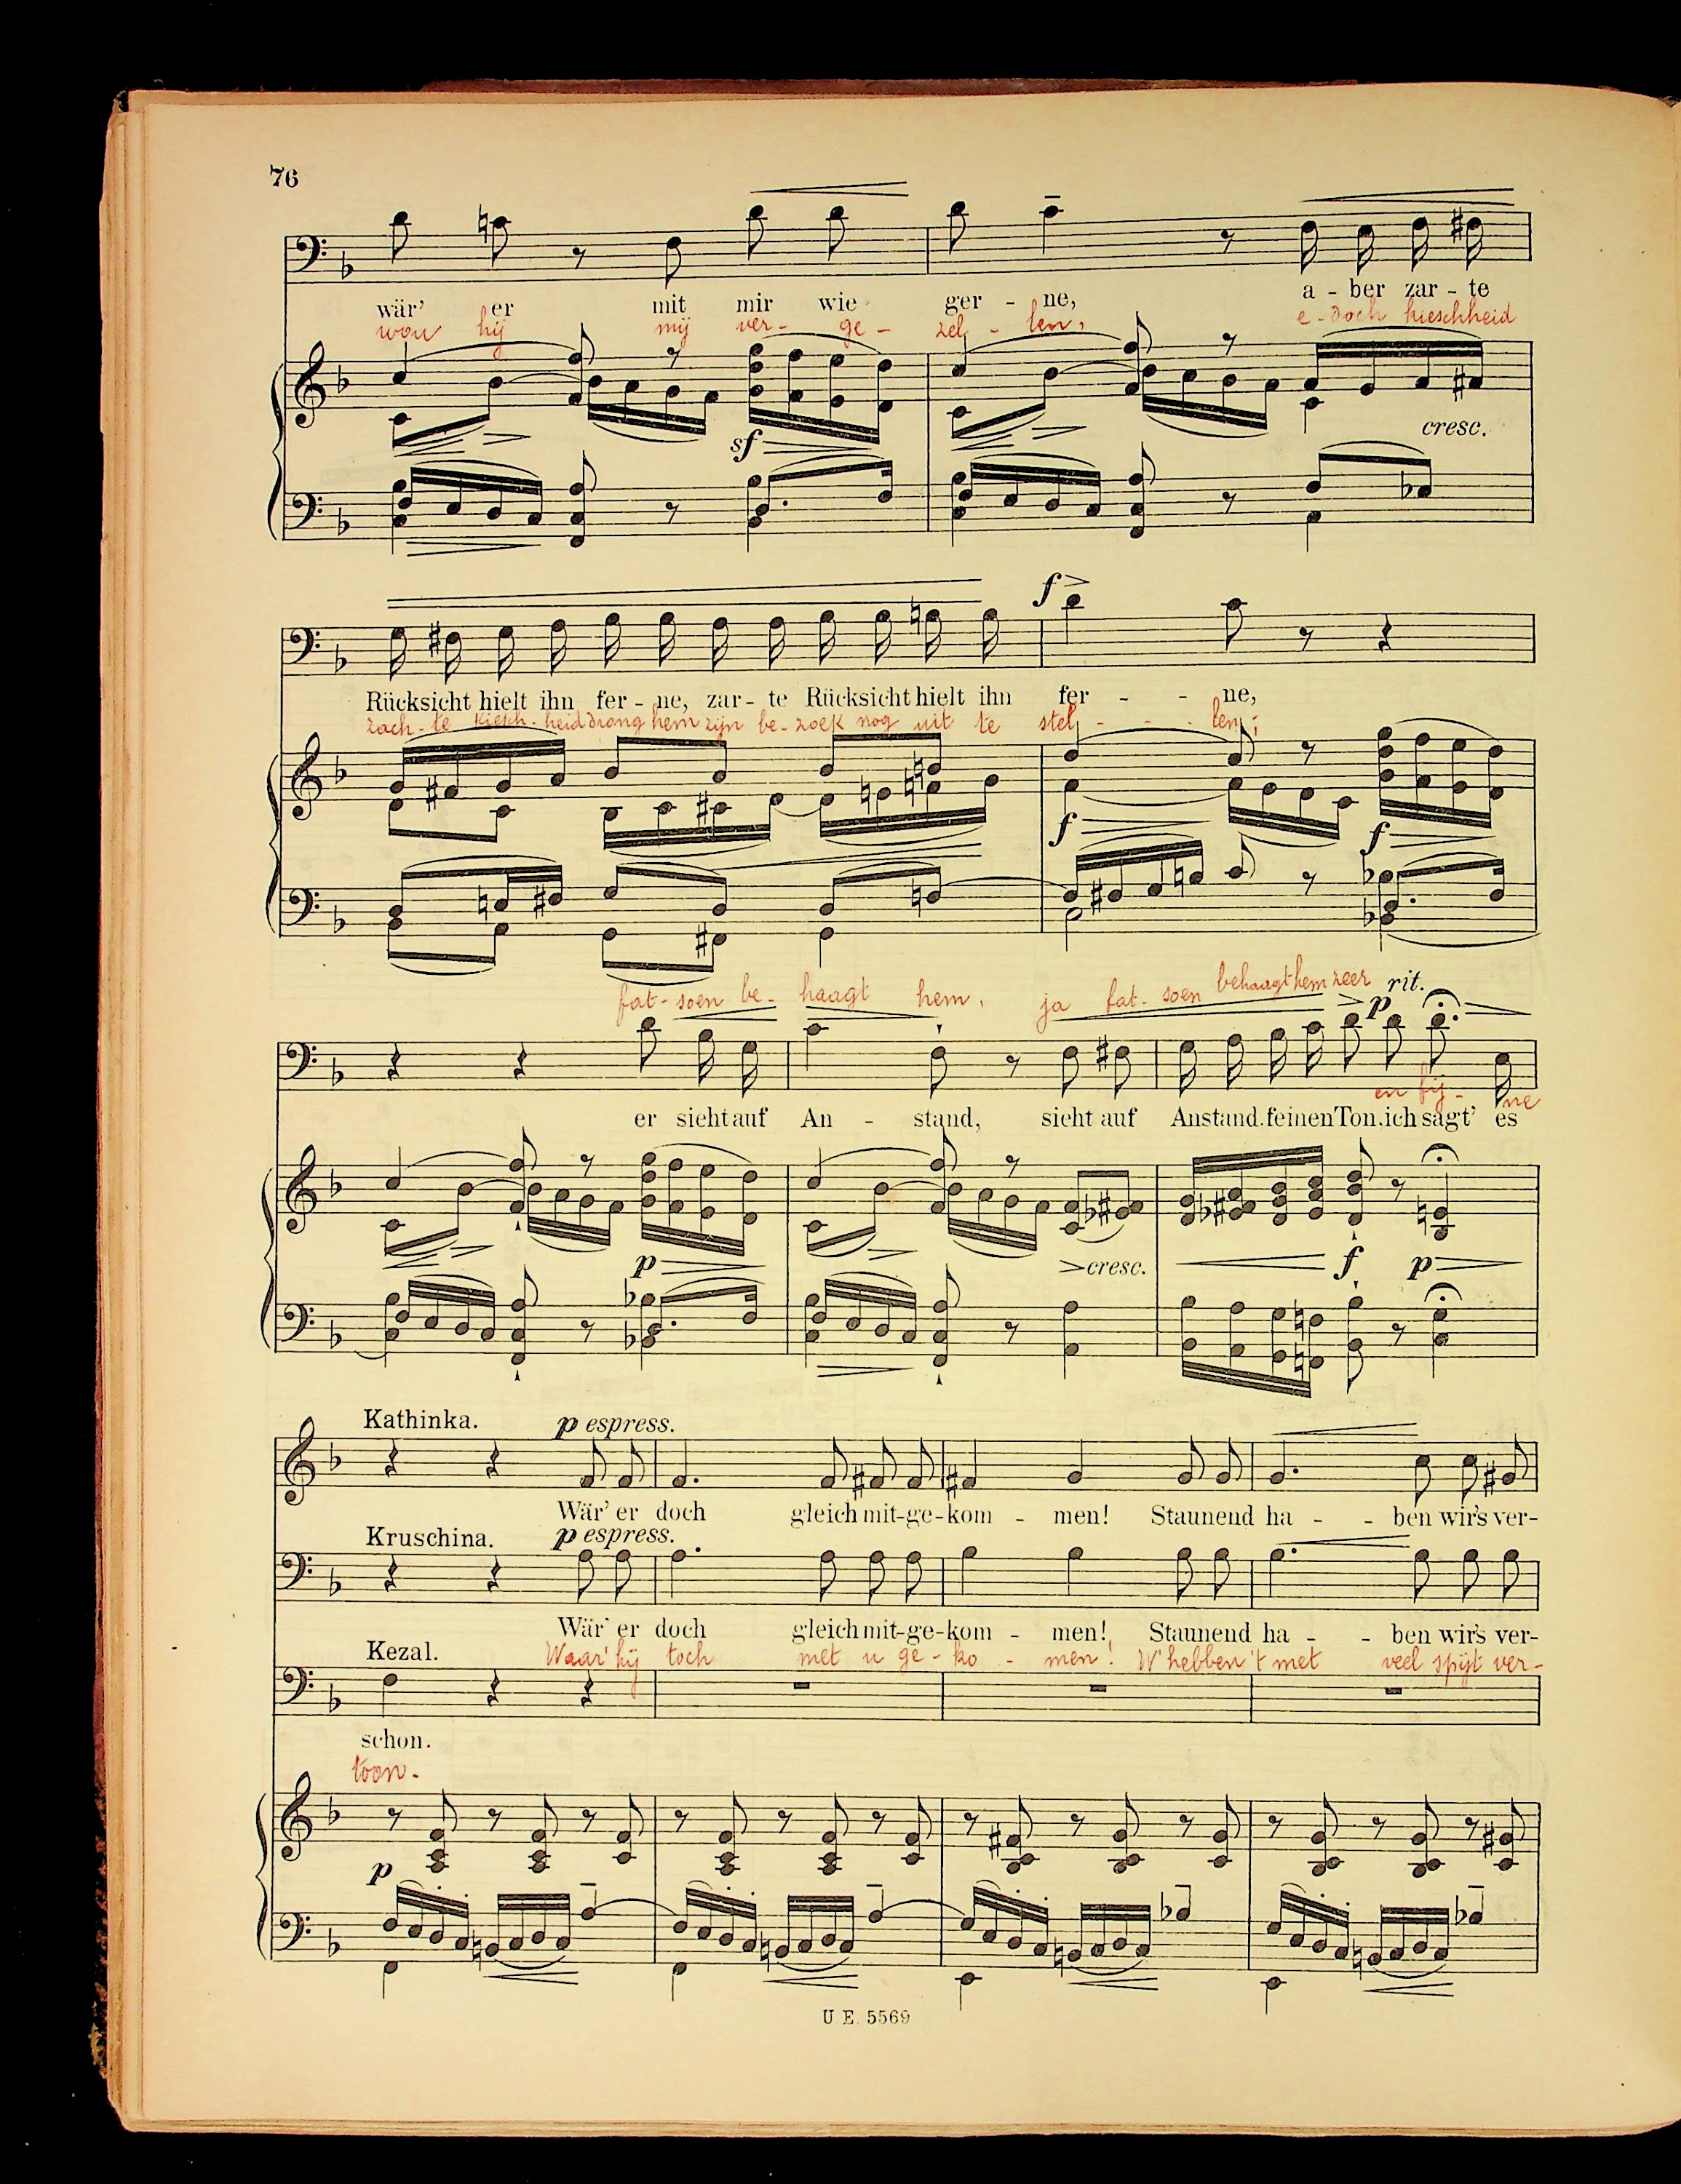 76
wär' er mit mir wie ger - ne, a - ber zar - te
wou hij mij ver - ge - zel - len, e - doch kieschheid
sf cresc.
f
Rücksicht hielt ihn fer - ne, zar - te Rücksicht hielt ihn fer - - ne,
zach - te kiesch - heid drong hem zijn be - zoek nog uit te stel - - - len;
f f
fat - soen be - haagt hem, ja fat - soen behaagt hem zeer rit.
p
en fij - ne
er sieht auf An - stand, sieht auf Anstand. feinen Ton. ich sagt' es
p cresc. f p
Kathinka. p espress.
Wär' er doch gleich mit-ge-kom - men! Staunend ha - - ben wir's ver-
Kruschina. p espress.
Wär' er doch gleich mit-ge-kom - men! Staunend ha - - ben wir's ver-
Kezal. Waar' hij toch met u ge - ko - men! W' hebben 't met veel spijt ver-
schon.
toon.
p
U. E. 5569